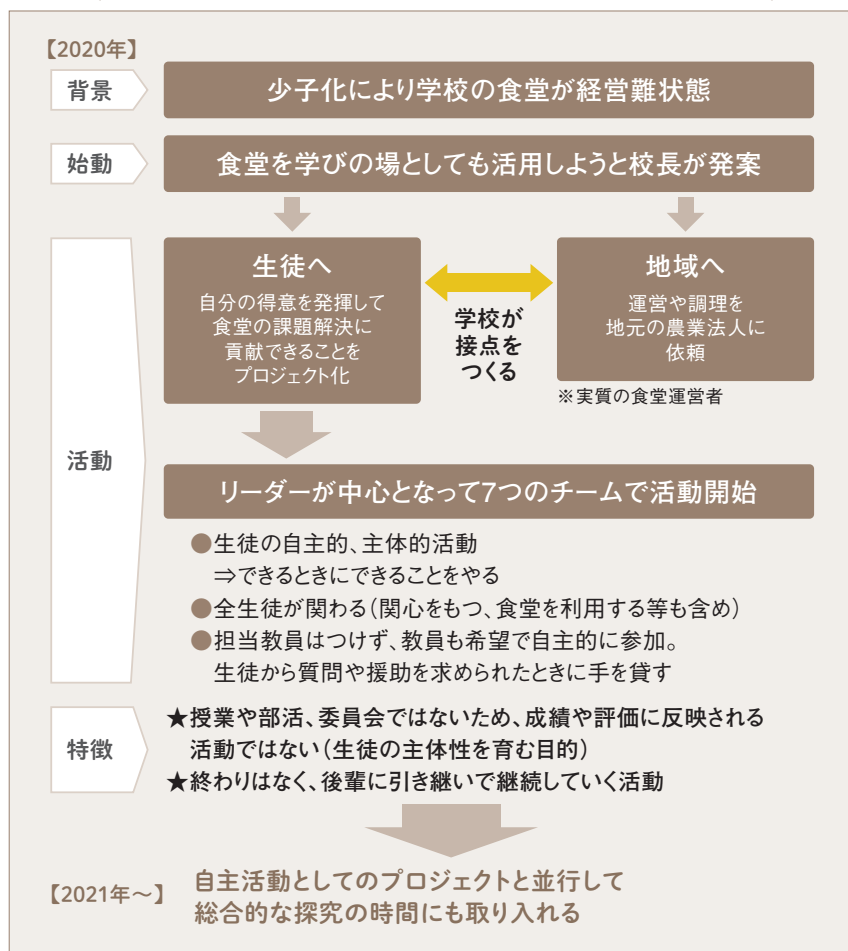 【2020年】
背景
少子化により学校の食堂が経営難状態
始動
食堂を学びの場としても活用しようと校長が発案
活動
生徒へ
自分の得意を発揮して
食堂の課題解決に
貢献できることを
プロジェクト化
学校が
接点を
つくる
地域へ
運営や調理を
地元の農業法人に
依頼
※実質の食堂運営者
リーダーが中心となって7つのチームで活動開始
●生徒の自主的、主体的活動
⇒できるときにできることをやる
●全生徒が関わる（関心をもつ、食堂を利用する等も含め）
●担当教員はつけず、教員も希望で自主的に参加。
生徒から質問や援助を求められたときに手を貸す
特徴
★授業や部活、委員会ではないため、成績や評価に反映される
活動ではない（生徒の主体性を育む目的）
★終わりはなく、後輩に引き継いで継続していく活動
【2021年～】
自主活動としてのプロジェクトと並行して
総合的な探究の時間にも取り入れる